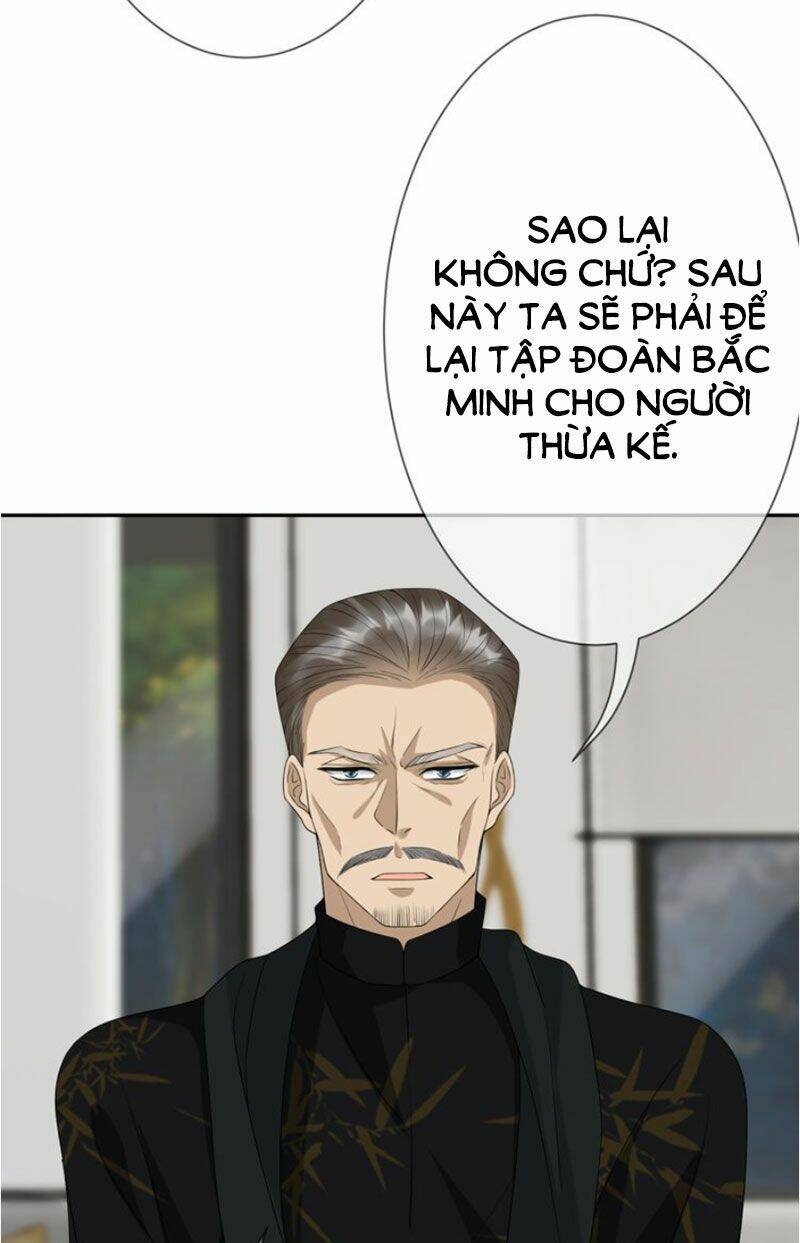 SAO LẠI
KHÔNG CHỨ? SAU
NÀY TA SẼ PHẢI ĐỂ
LẠI TẬP ĐOÀN BẮC
MINH CHO NGƯỜI
THỪA KẾ.